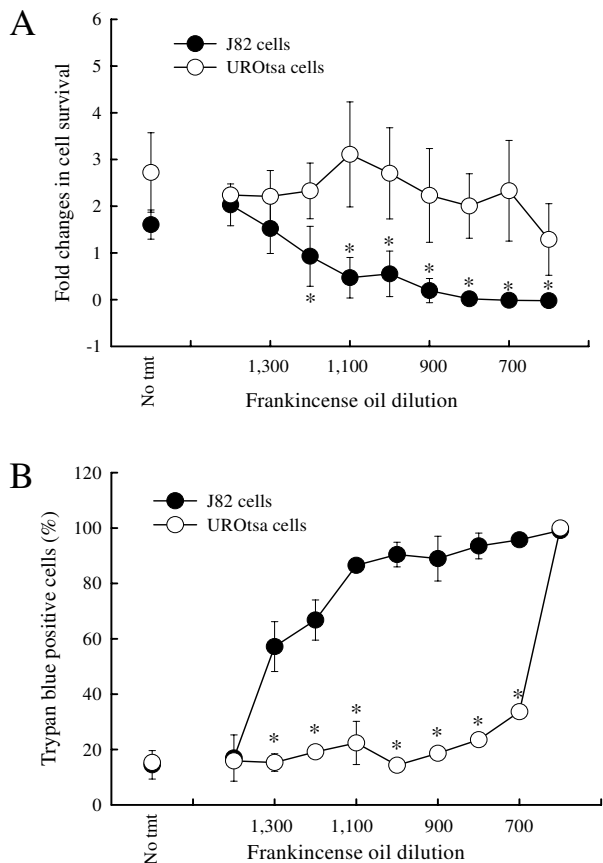 A
J82 cells
UROtsa cells
Fold changes in cell survival
6
5
4
3
2
1
0
-1
* * * * * * *
No tmt
1,300 1,100 900 700
Frankincense oil dilution
B
J82 cells
UROtsa cells
Trypan blue positive cells (%)
120
100
80
60
40
20
0
* * * * * * *
No tmt
1,300 1,100 900 700
Frankincense oil dilution